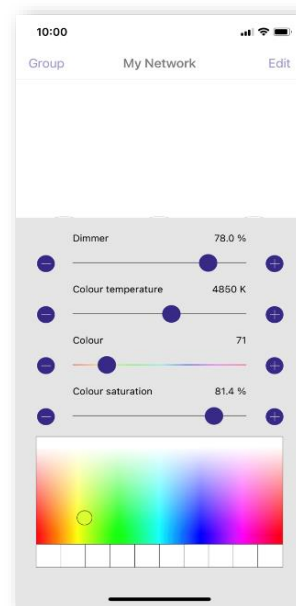 10:00
Group My Network Edit
Dimmer 78.0 %
Colour temperature 4850 K
Colour 71
Colour saturation 81.4 %